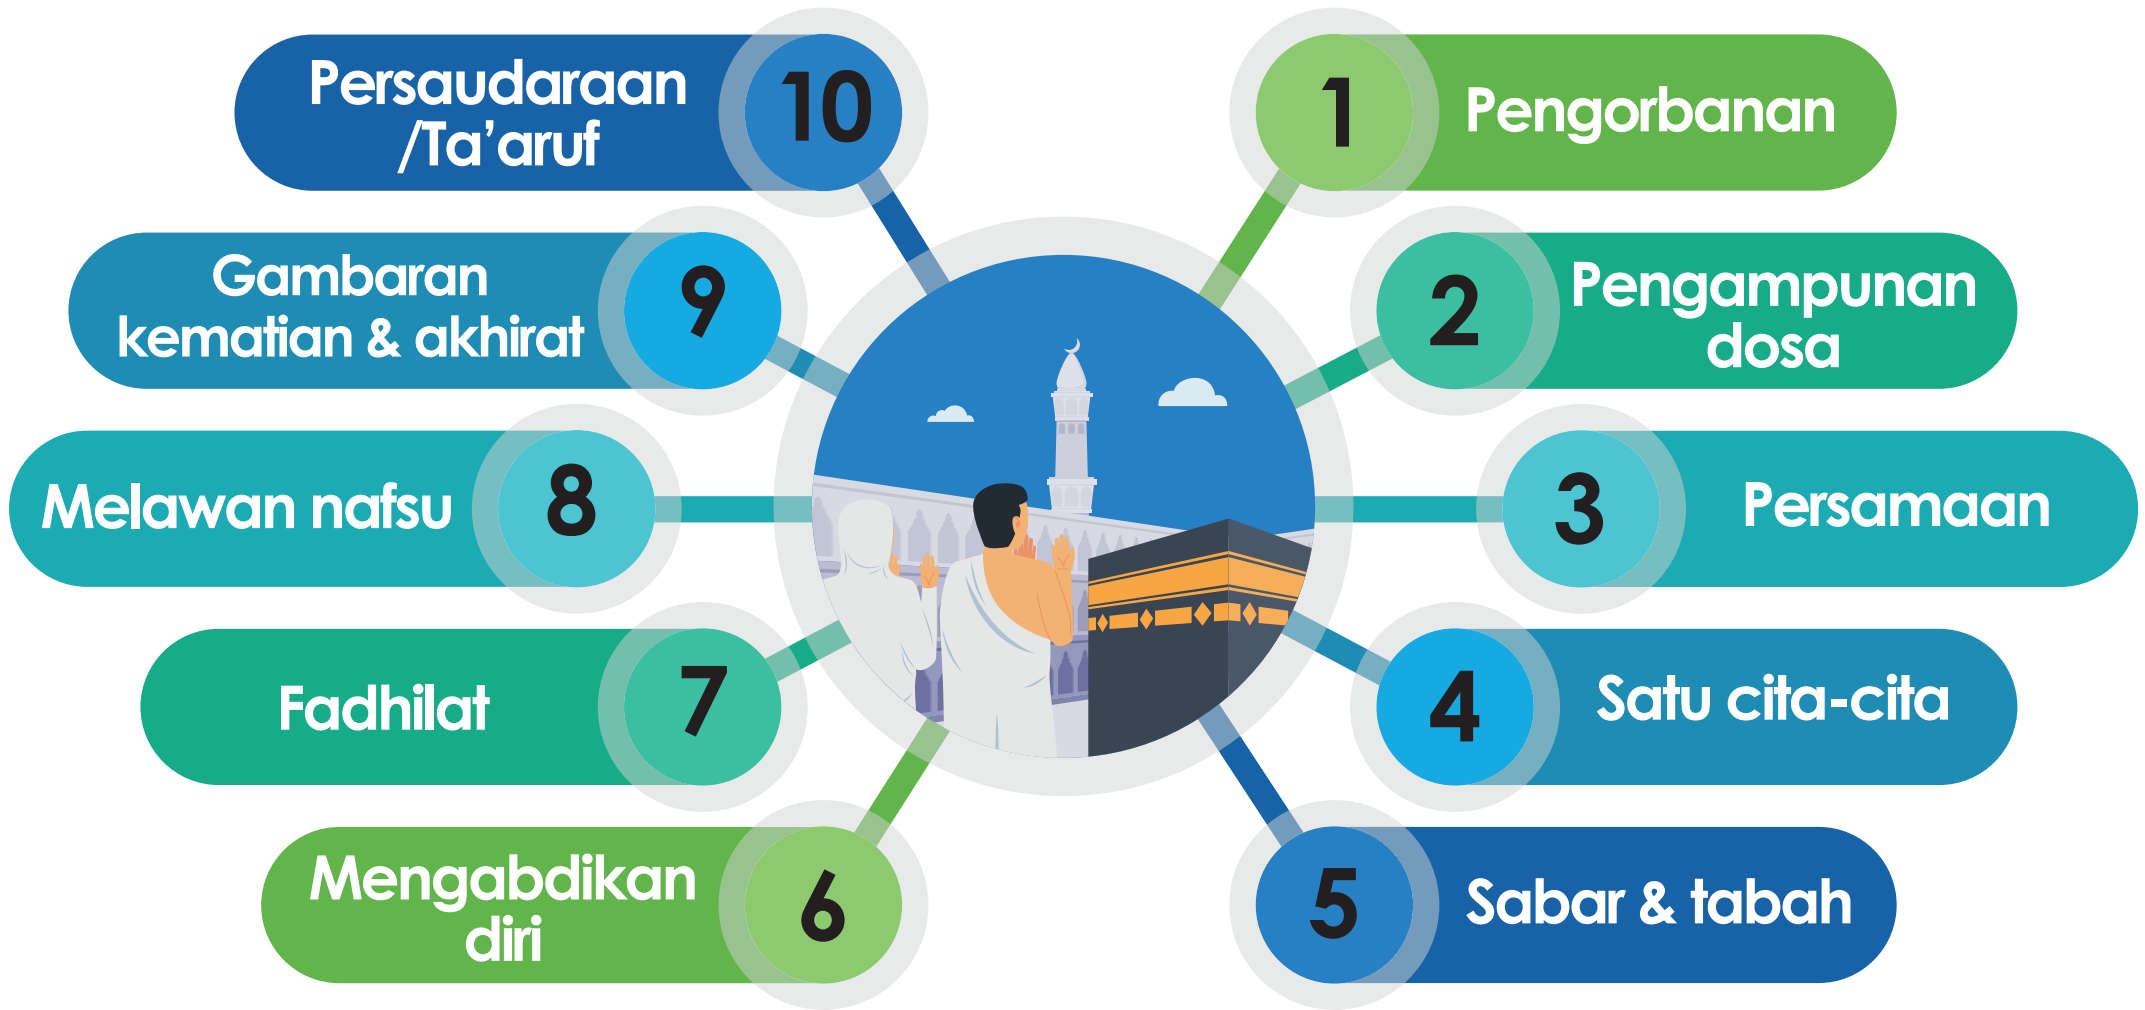 1
Pengorbanan
2
Pengampunan
dosa
3
Persamaan
4
Satu cita-cita
5
Sabar & tabah
6
Mengabdikan
diri
7
Fadhilat
8
Melawan nafsu
9
Gambaran
kematian & akhirat
10
Persaudaraan
/Ta’aruf